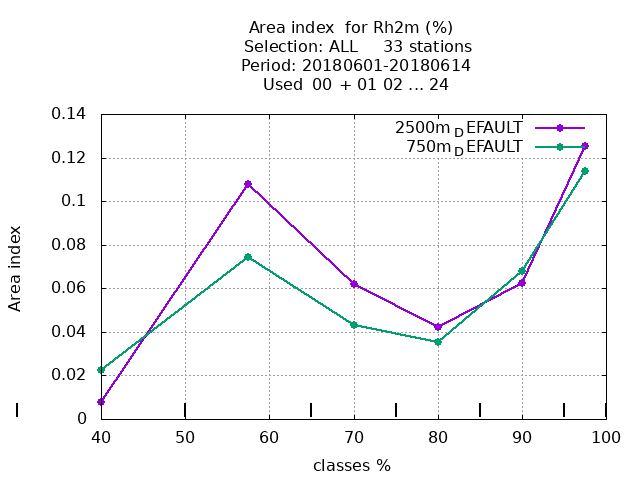 Area index  for Rh2m (%)
Selection: ALL     33 stations
Period: 20180601-20180614
Used  00 + 01 02 ... 24
0.14
0.12
0.1
0.08
0.06
0.04
0.02
0
Area index
2500m_DEFAULT
750m_DEFAULT
40 50 60 70 80 90 100
classes %